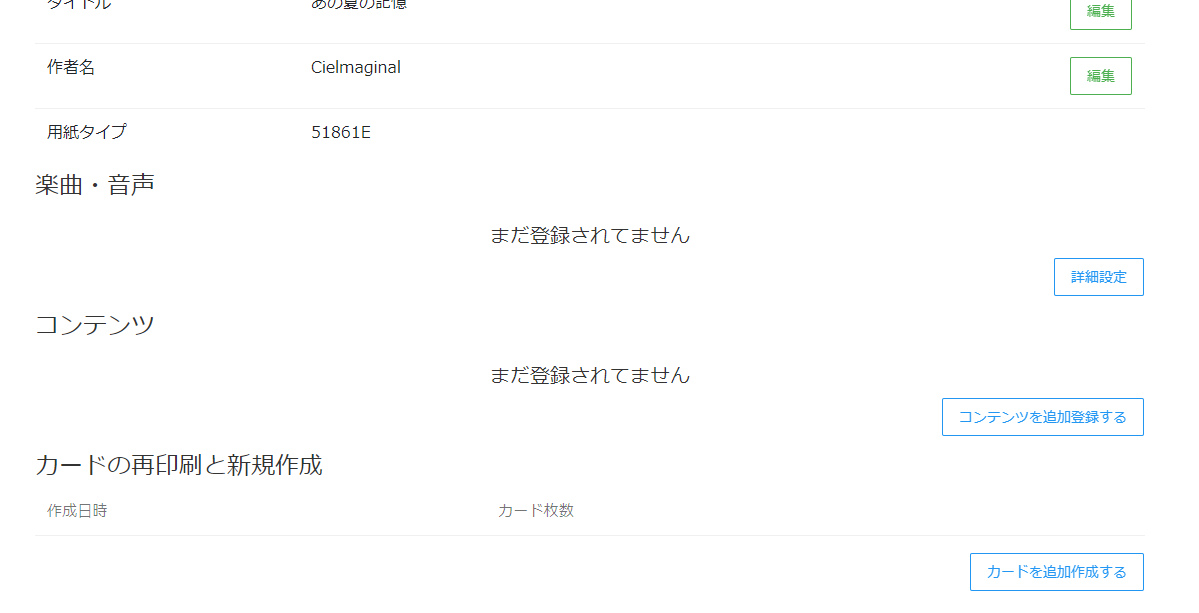 タイトル あの夏の記憶 編集
作者名 Cielmaginal 編集
用紙タイプ 51861E
楽曲・音声
まだ登録されてません
詳細設定
コンテンツ
まだ登録されてません
コンテンツを追加登録する
カードの再印刷と新規作成
作成日時 カード枚数
カードを追加作成する